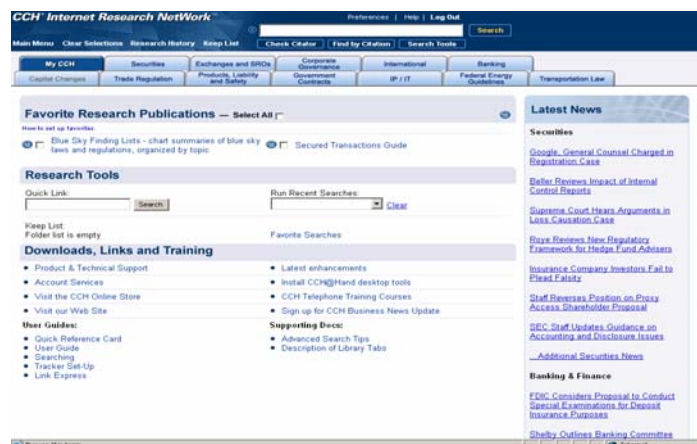 CCH® Internet Research NetWork™
Preferences | Help | Log Out
Search
Main Menu Clear Selections Research History Keep List
Check Citator Find by Citation Search Tools
My CCH Securities Exchanges and SROs Corporate Governance International Banking
Capital Changes Trade Regulation Products, Liability and Safety Government Contracts IP / IT Federal Energy Guidelines Transportation Law
Favorite Research Publications — Select All
How to set up favorites
Blue Sky Finding Lists - chart summaries of blue sky
laws and regulations, organized by topic
Secured Transactions Guide
Research Tools
Quick Link:
Search
Run Recent Searches:
Clear
Keep List:
Folder list is empty
Favorite Searches
Downloads, Links and Training
Product & Technical Support
Account Services
Visit the CCH Online Store
Visit our Web Site
Latest enhancements
Install CCH@Hand desktop tools
CCH Telephone Training Courses
Sign up for CCH Business News Update
User Guides:
Quick Reference Card
User Guide
Searching
Tracker Set-Up
Link Express
Supporting Docs:
Advanced Search Tips
Description of Library Tabs
Latest News
Securities
Google, General Counsel Charged in
Registration Case
Beller Reviews Impact of Internal
Control Reports
Supreme Court Hears Arguments in
Loss Causation Case
Roye Reviews New Regulatory
Framework for Hedge Fund Advisers
Insurance Company Investors Fail to
Plead Falsity
Staff Reverses Position on Proxy
Access Shareholder Proposal
SEC Staff Updates Guidance on
Accounting and Disclosure Issues
...Additional Securities News
Banking & Finance
FDIC Considers Proposal to Conduct
Special Examinations for Deposit
Insurance Purposes
Shelby Outlines Banking Committee